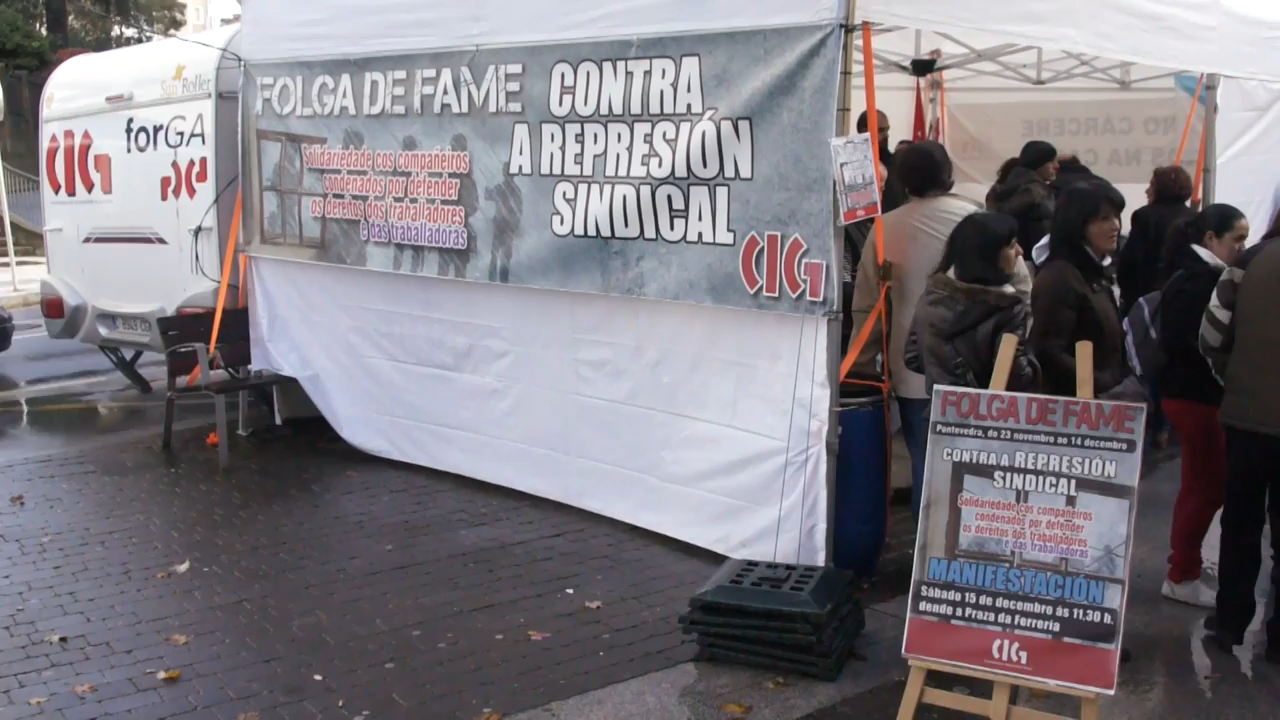 Sun Roller
forGA
CIG
FOLGA DE FAME
CONTRA
A REPRESIÓN
SINDICAL
Solidariedade cos compañeiros
condenados por defender
os dereitos dos traballadores
e das traballadoras
CIG
NO CÁRCERE
FOLGA DE FAME
Pontevedra, do 23 novembro ao 14 decembro
CONTRA A REPRESIÓN
SINDICAL
Solidariedade cos compañeiros
condenados por defender
os dereitos dos traballadores
e das traballadoras
MANIFESTACIÓN
Sábado 15 de decembro ás 11,30 h.
dende a Praza da Ferrería
CIG